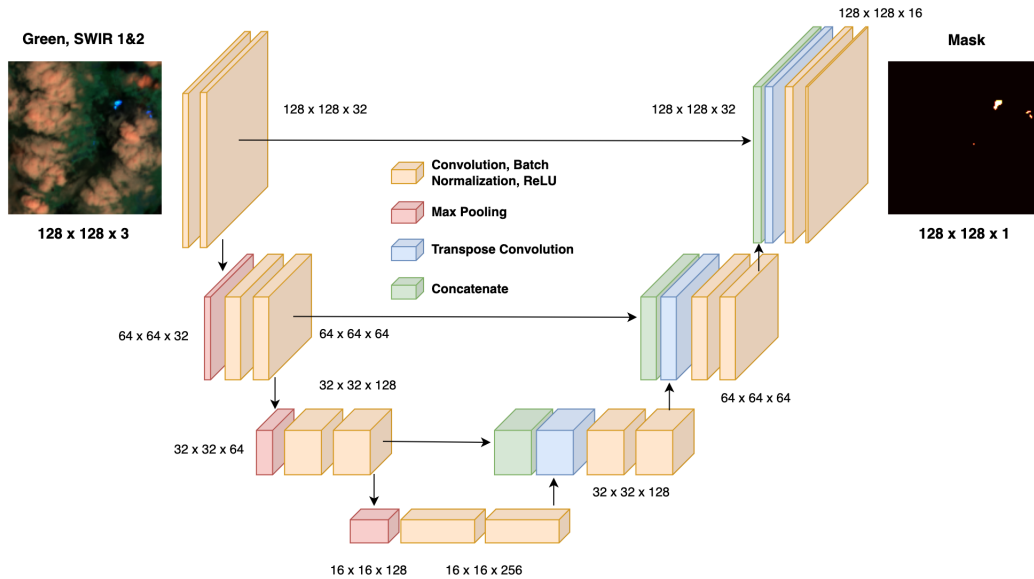 Green, SWIR 1&2
128 x 128 x 3
128 x 128 x 32
128 x 128 x 32
128 x 128 x 16
Mask
128 x 128 x 1
Convolution, Batch
Normalization, ReLU
Max Pooling
Transpose Convolution
Concatenate
64 x 64 x 32
64 x 64 x 64
64 x 64 x 64
32 x 32 x 128
32 x 32 x 64
32 x 32 x 128
16 x 16 x 128
16 x 16 x 256